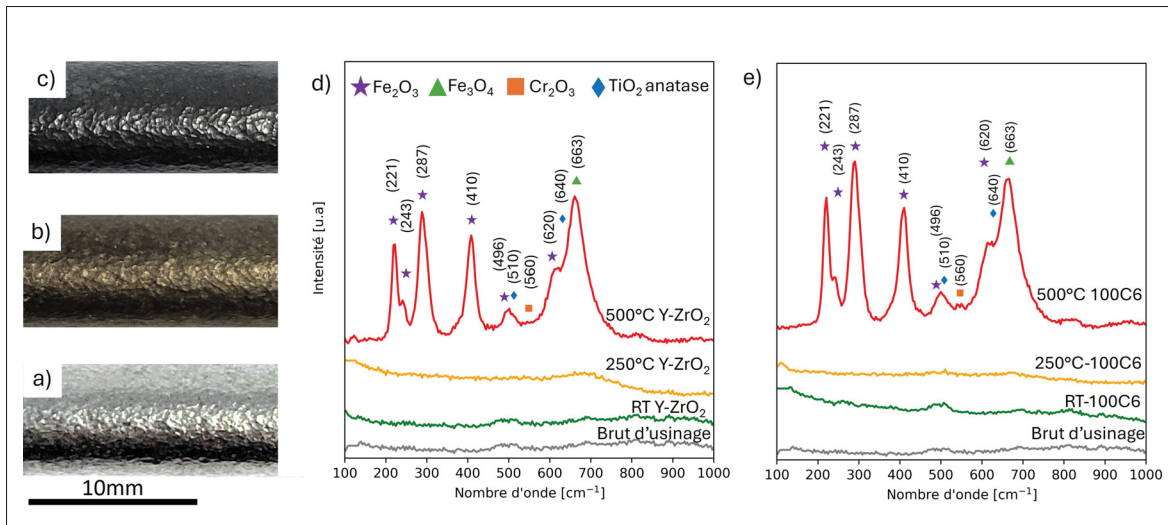 c)
b)
a)
10mm
d)
Fe₂O₃ Fe₃O₄ Cr₂O₃ TiO₂ anatase
(221)
(243)
(287)
(410)
(496)
(510)
(560)
(620)
(640)
(663)
Intensité [u.a]
500°C Y-ZrO₂
250°C Y-ZrO₂
RT Y-ZrO₂
Brut d'usinage
100 200 300 400 500 600 700 800 900 1000
Nombre d'onde [cm⁻¹]
e)
(221)
(243)
(287)
(410)
(496)
(510)
(560)
(620)
(640)
(663)
500°C 100C6
250°C-100C6
RT-100C6
Brut d'usinage
100 200 300 400 500 600 700 800 900 1000
Nombre d'onde [cm⁻¹]